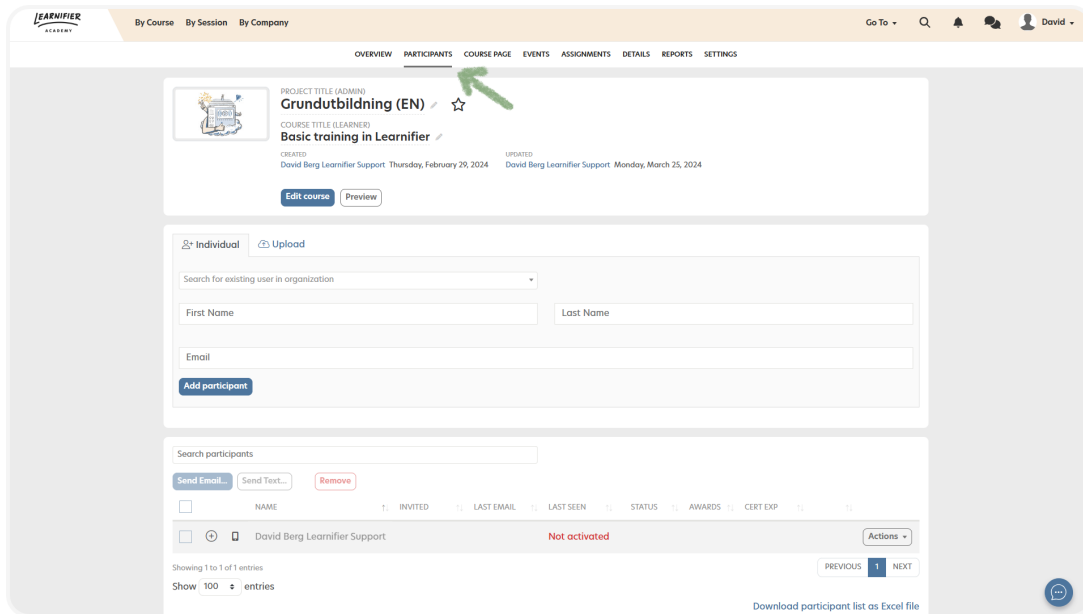 LEARNIFIER
ACADEMY
By Course By Session By Company
Go To
David
OVERVIEW PARTICIPANTS COURSE PAGE EVENTS ASSIGNMENTS DETAILS REPORTS SETTINGS
PROJECT TITLE (ADMIN)
Grundutbildning (EN)
COURSE TITLE (LEARNER)
Basic training in Learnifier
CREATED UPDATED
David Berg Learnifier Support Thursday, February 29, 2024 David Berg Learnifier Support Monday, March 25, 2024
Edit course Preview
Individual Upload
Search for existing user in organization
First Name Last Name
Email
Add participant
Search participants
Send Email... Send Text... Remove
NAME INVITED LAST EMAIL LAST SEEN STATUS AWARDS CERT EXP
David Berg Learnifier Support Not activated Actions
Showing 1 to 1 of 1 entries
PREVIOUS 1 NEXT
Show 100 entries
Download participant list as Excel file